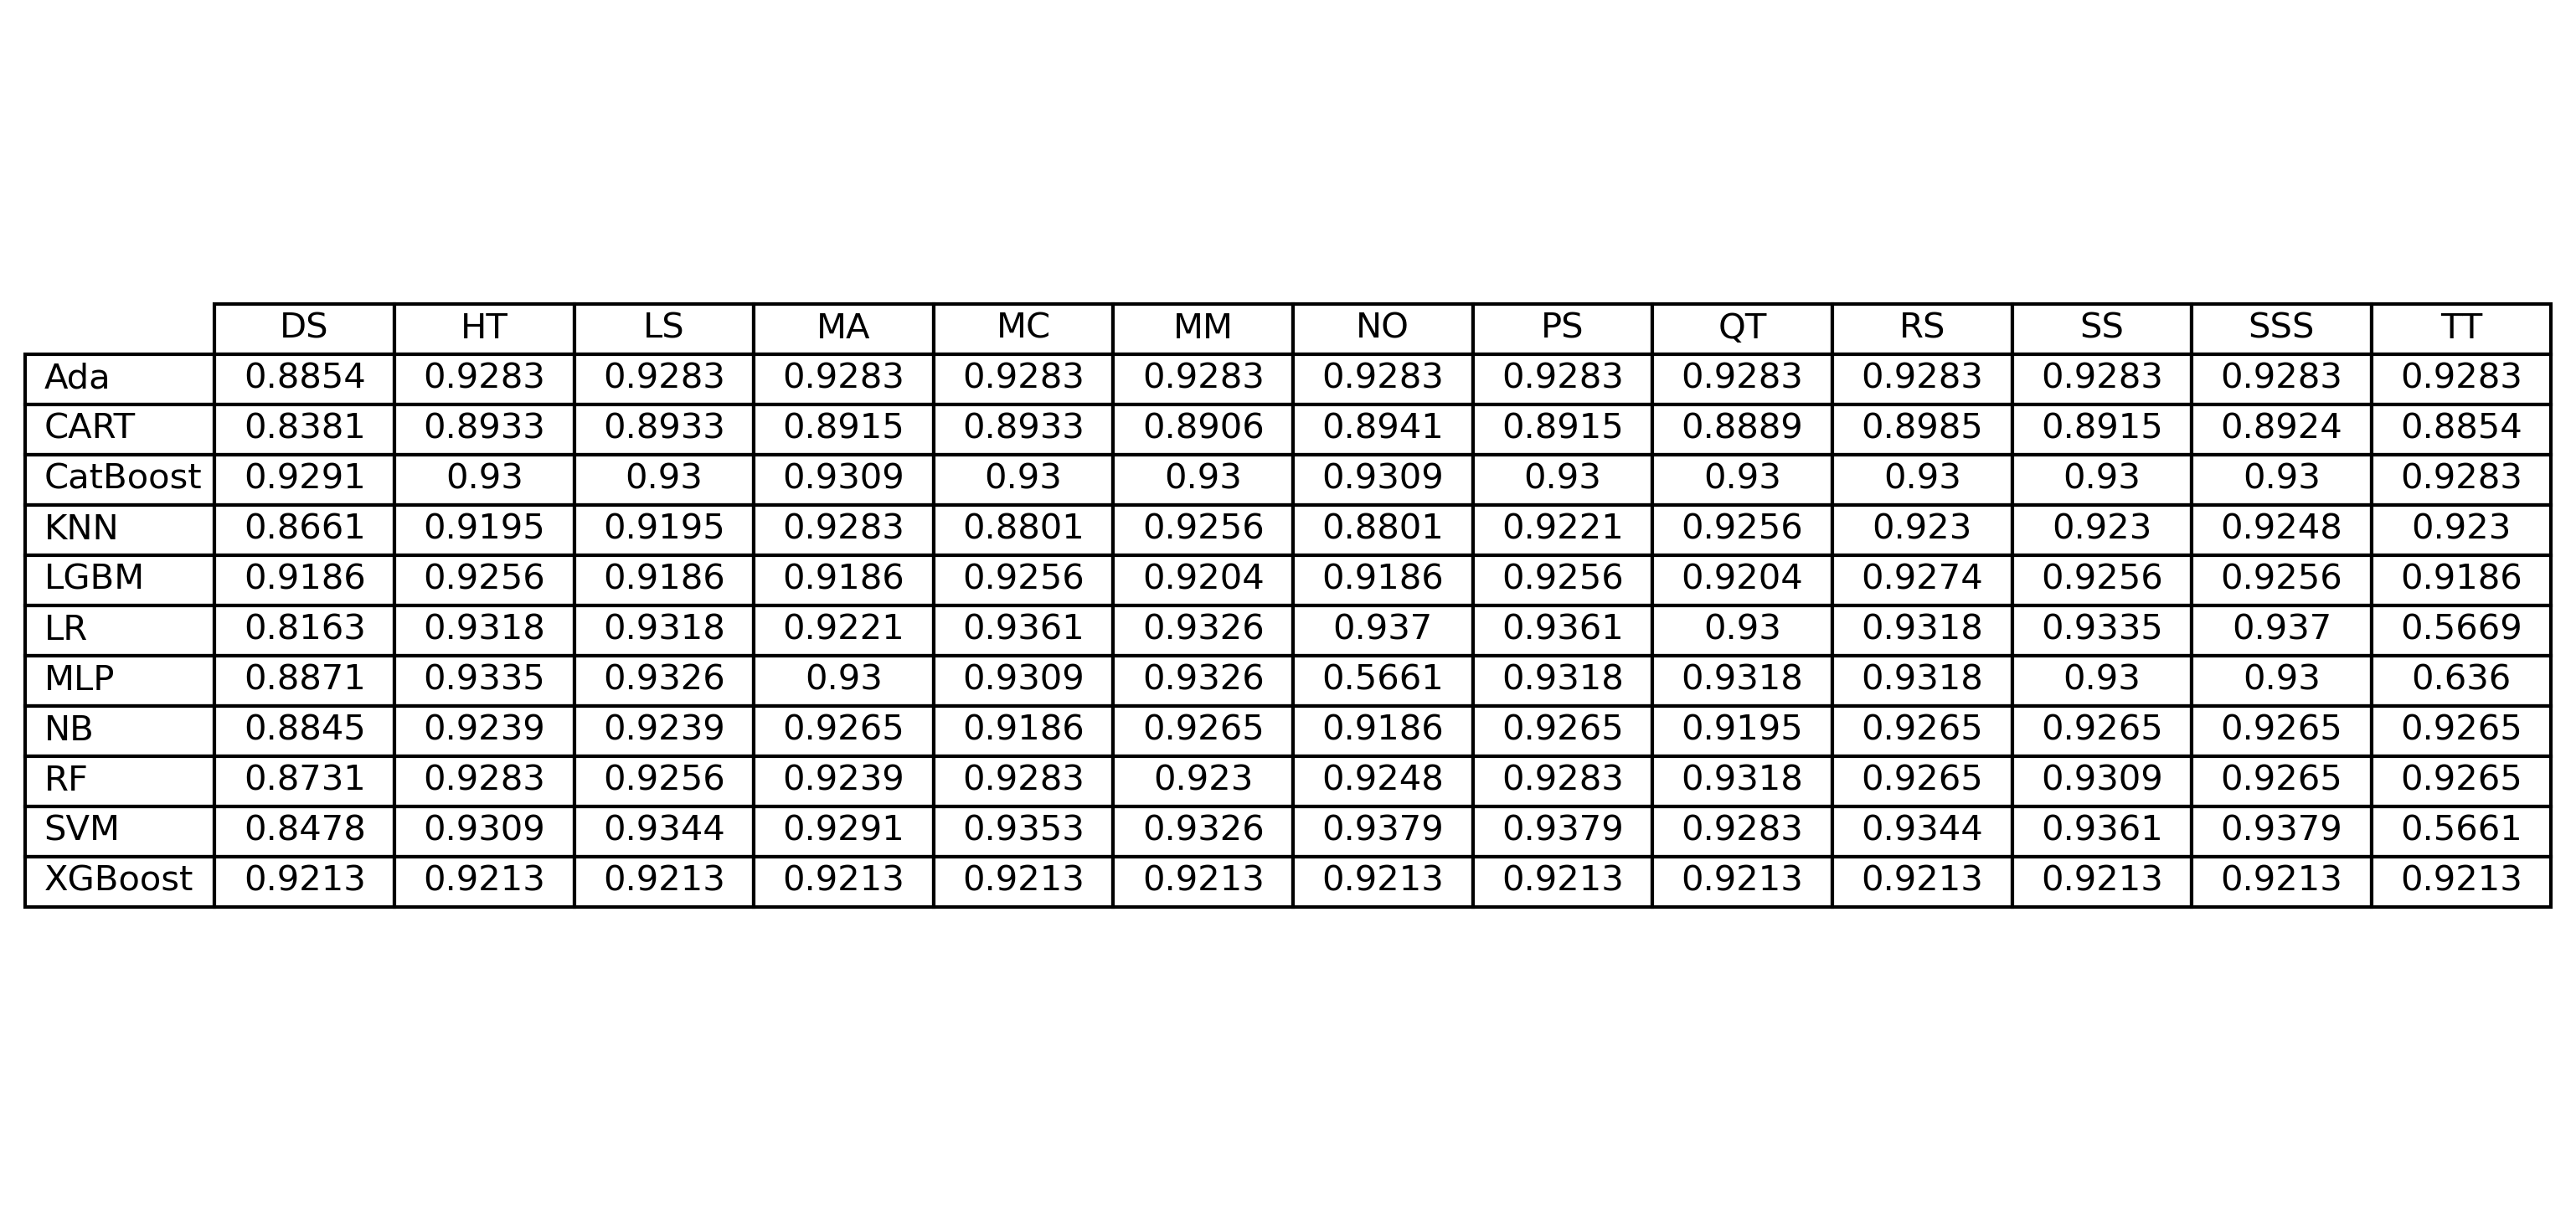 DS HT LS MA MC MM NO PS QT RS SS SSS TT
Ada 0.8854 0.9283 0.9283 0.9283 0.9283 0.9283 0.9283 0.9283 0.9283 0.9283 0.9283 0.9283 0.9283
CART 0.8381 0.8933 0.8933 0.8915 0.8933 0.8906 0.8941 0.8915 0.8889 0.8985 0.8915 0.8924 0.8854
CatBoost 0.9291 0.93 0.93 0.9309 0.93 0.93 0.9309 0.93 0.93 0.93 0.93 0.93 0.9283
KNN 0.8661 0.9195 0.9195 0.9283 0.8801 0.9256 0.8801 0.9221 0.9256 0.923 0.923 0.9248 0.923
LGBM 0.9186 0.9256 0.9186 0.9186 0.9256 0.9204 0.9186 0.9256 0.9204 0.9274 0.9256 0.9256 0.9186
LR 0.8163 0.9318 0.9318 0.9221 0.9361 0.9326 0.937 0.9361 0.93 0.9318 0.9335 0.937 0.5669
MLP 0.8871 0.9335 0.9326 0.93 0.9309 0.9326 0.5661 0.9318 0.9318 0.9318 0.93 0.93 0.636
NB 0.8845 0.9239 0.9239 0.9265 0.9186 0.9265 0.9186 0.9265 0.9195 0.9265 0.9265 0.9265 0.9265
RF 0.8731 0.9283 0.9256 0.9239 0.9283 0.923 0.9248 0.9283 0.9318 0.9265 0.9309 0.9265 0.9265
SVM 0.8478 0.9309 0.9344 0.9291 0.9353 0.9326 0.9379 0.9379 0.9283 0.9344 0.9361 0.9379 0.5661
XGBoost 0.9213 0.9213 0.9213 0.9213 0.9213 0.9213 0.9213 0.9213 0.9213 0.9213 0.9213 0.9213 0.9213